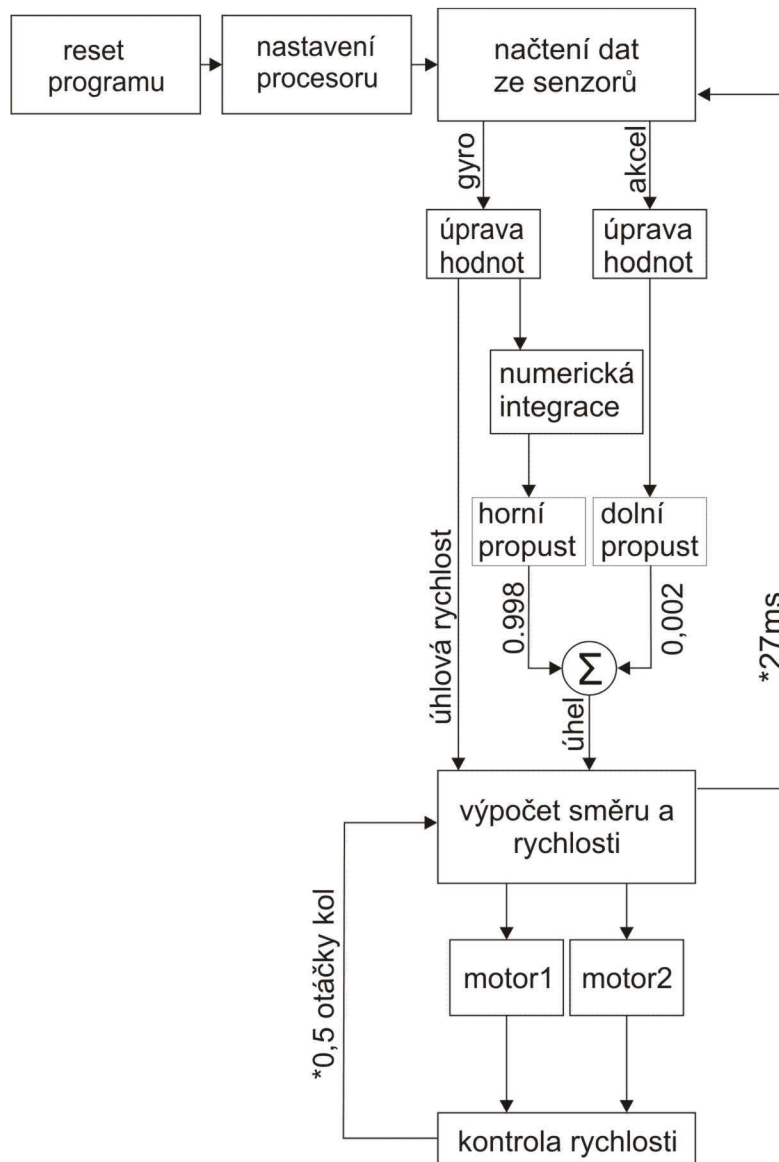 reset
programu
nastavení
procesoru
načtení dat
ze senzorů
gyro
akcel
úprava
hodnot
úprava
hodnot
numerická
integrace
horní
propust
dolní
propust
úhlová rychlost
0.998
0,002
*27ms
Σ
úhel
výpočet směru a
rychlosti
*0,5 otáčky kol
motor1
motor2
kontrola rychlosti